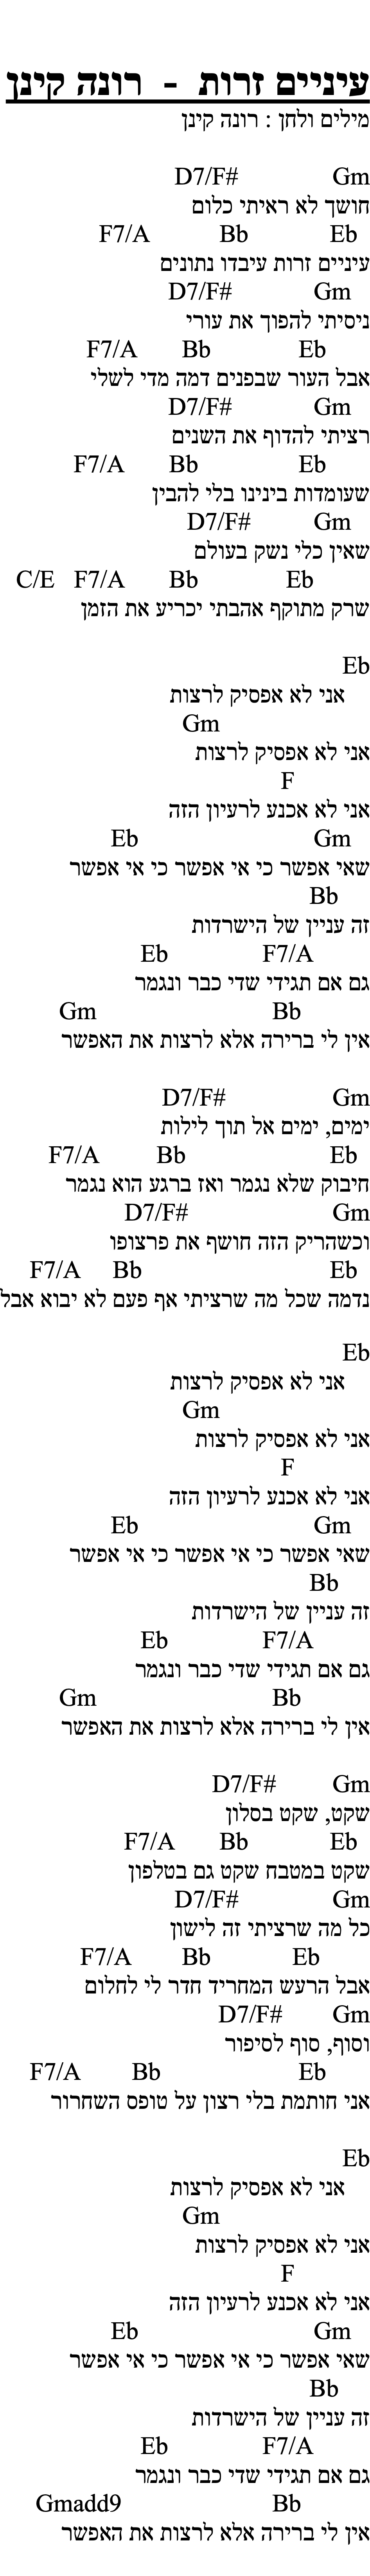 עיניים זרות - רונה קינן
מילים ולחן : רונה קינן
Gm D7/F#
חושך לא ראיתי כלום
Eb Bb F7/A
עיניים זרות עיבדו נתונים
Gm D7/F#
ניסיתי להפוך את עורי
Eb Bb F7/A
אבל העור שבפנים דמה מדי לשלי
Gm D7/F#
רציתי להדוף את השנים
Eb Bb F7/A
שעומדות בינינו בלי להבין
Gm D7/F#
שאין כלי נשק בעולם
Eb Bb F7/A C/E
שרק מתוקף אהבתי יכריע את הזמן
Eb
אני לא אפסיק לרצות
Gm
אני לא אפסיק לרצות
F
אני לא אכנע לרעיון הזה
Gm Eb
שאי אפשר כי אי אפשר כי אי אפשר
Bb
זה עניין של הישרדות
F7/A Eb
גם אם תגידי שדי כבר ונגמר
Bb Gm
אין לי ברירה אלא לרצות את האפשר
Gm D7/F#
ימים, ימים אל תוך לילות
Eb Bb F7/A
חיבוק שלא נגמר ואז ברגע הוא נגמר
Gm D7/F#
וכשהריק הזה חושף את פרצופו
Eb Bb F7/A
נדמה שכל מה שרציתי אף פעם לא יבוא אבל
Eb
אני לא אפסיק לרצות
Gm
אני לא אפסיק לרצות
F
אני לא אכנע לרעיון הזה
Gm Eb
שאי אפשר כי אי אפשר כי אי אפשר
Bb
זה עניין של הישרדות
F7/A Eb
גם אם תגידי שדי כבר ונגמר
Bb Gm
אין לי ברירה אלא לרצות את האפשר
Gm D7/F#
שקט, שקט בסלון
Eb Bb F7/A
שקט במטבח שקט גם בטלפון
Gm D7/F#
כל מה שרציתי זה לישון
Eb Bb F7/A
אבל הרעש המחריד חדר לי לחלום
Gm D7/F#
וסוף, סוף לסיפור
Eb Bb F7/A
אני חותמת בלי רצון על טופס השחרור
Eb
אני לא אפסיק לרצות
Gm
אני לא אפסיק לרצות
F
אני לא אכנע לרעיון הזה
Gm Eb
שאי אפשר כי אי אפשר כי אי אפשר
Bb
זה עניין של הישרדות
F7/A Eb
גם אם תגידי שדי כבר ונגמר
Bb Gmadd9
אין לי ברירה אלא לרצות את האפשר